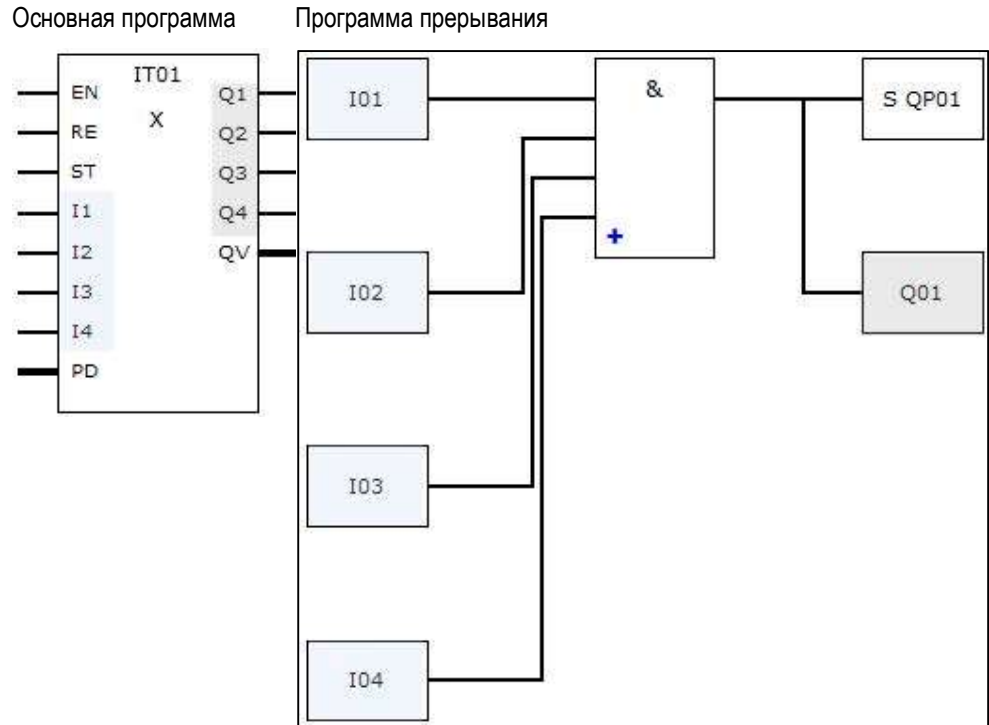 Основная программа Программа прерывания
IT01
X
EN Q1
RE Q2
ST Q3
I1 Q4
I2 QV
I3
I4
PD
I01 & S QP01
+
I02 Q01
I03
I04